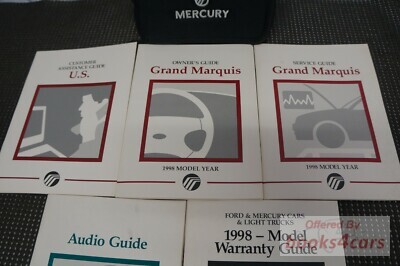 MERCURY
CUSTOMER
ASSISTANCE GUIDE
U.S.
OWNER'S GUIDE
Grand Marquis
1998 MODEL YEAR
SERVICE GUIDE
Grand Marquis
1998 MODEL YEAR
Audio Guide
FORD & MERCURY CARS
& LIGHT TRUCKS
1998 – Model
Warranty Guide
Offered By
books4cars